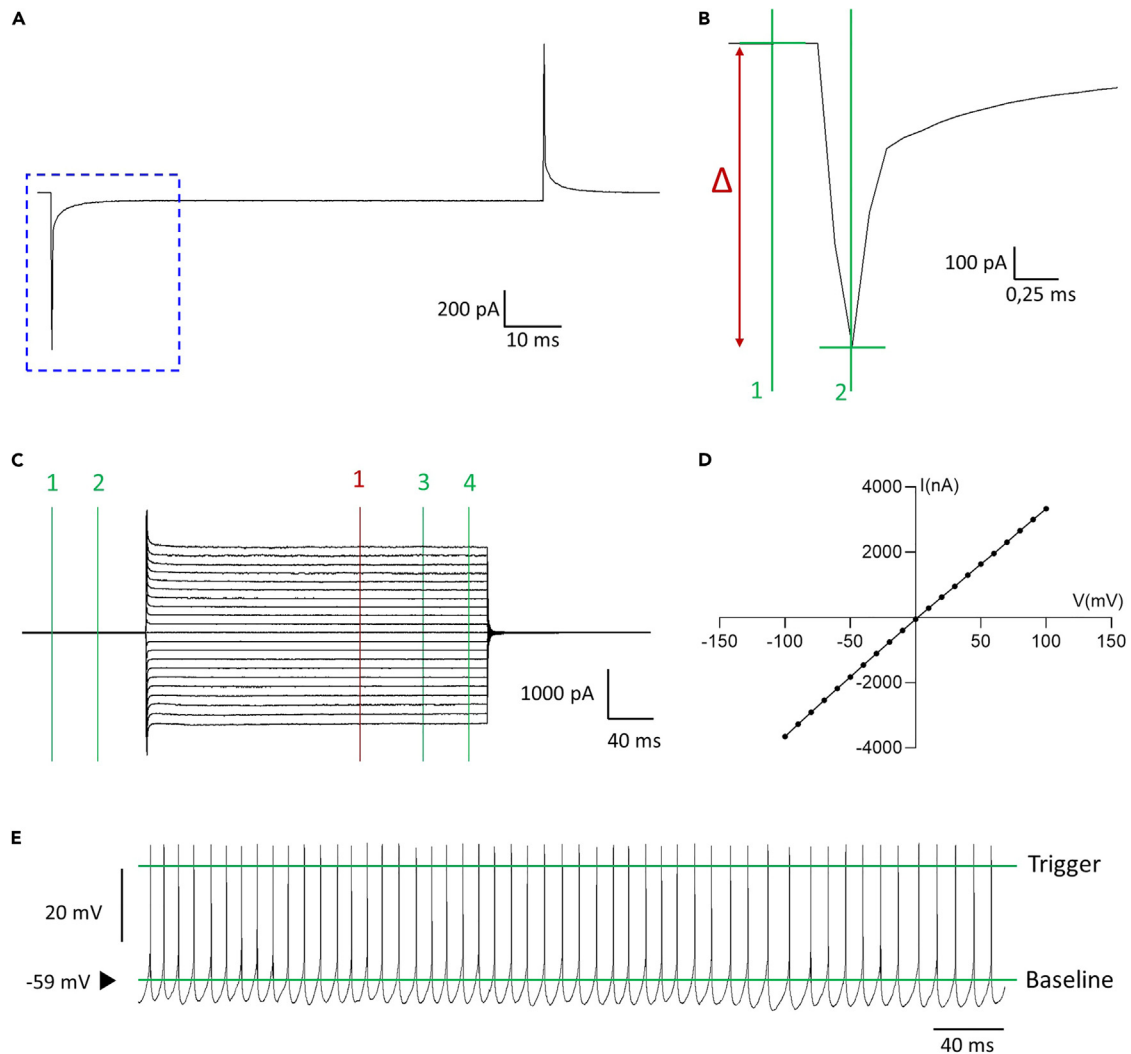 A
200 pA
10 ms
B
Δ
100 pA
0,25 ms
1
2
C
1
2
1
3
4
1000 pA
40 ms
D
4000
I(nA)
2000
V(mV)
-150
-100
-50
50
100
150
-2000
-4000
E
Trigger
20 mV
-59 mV
Baseline
40 ms